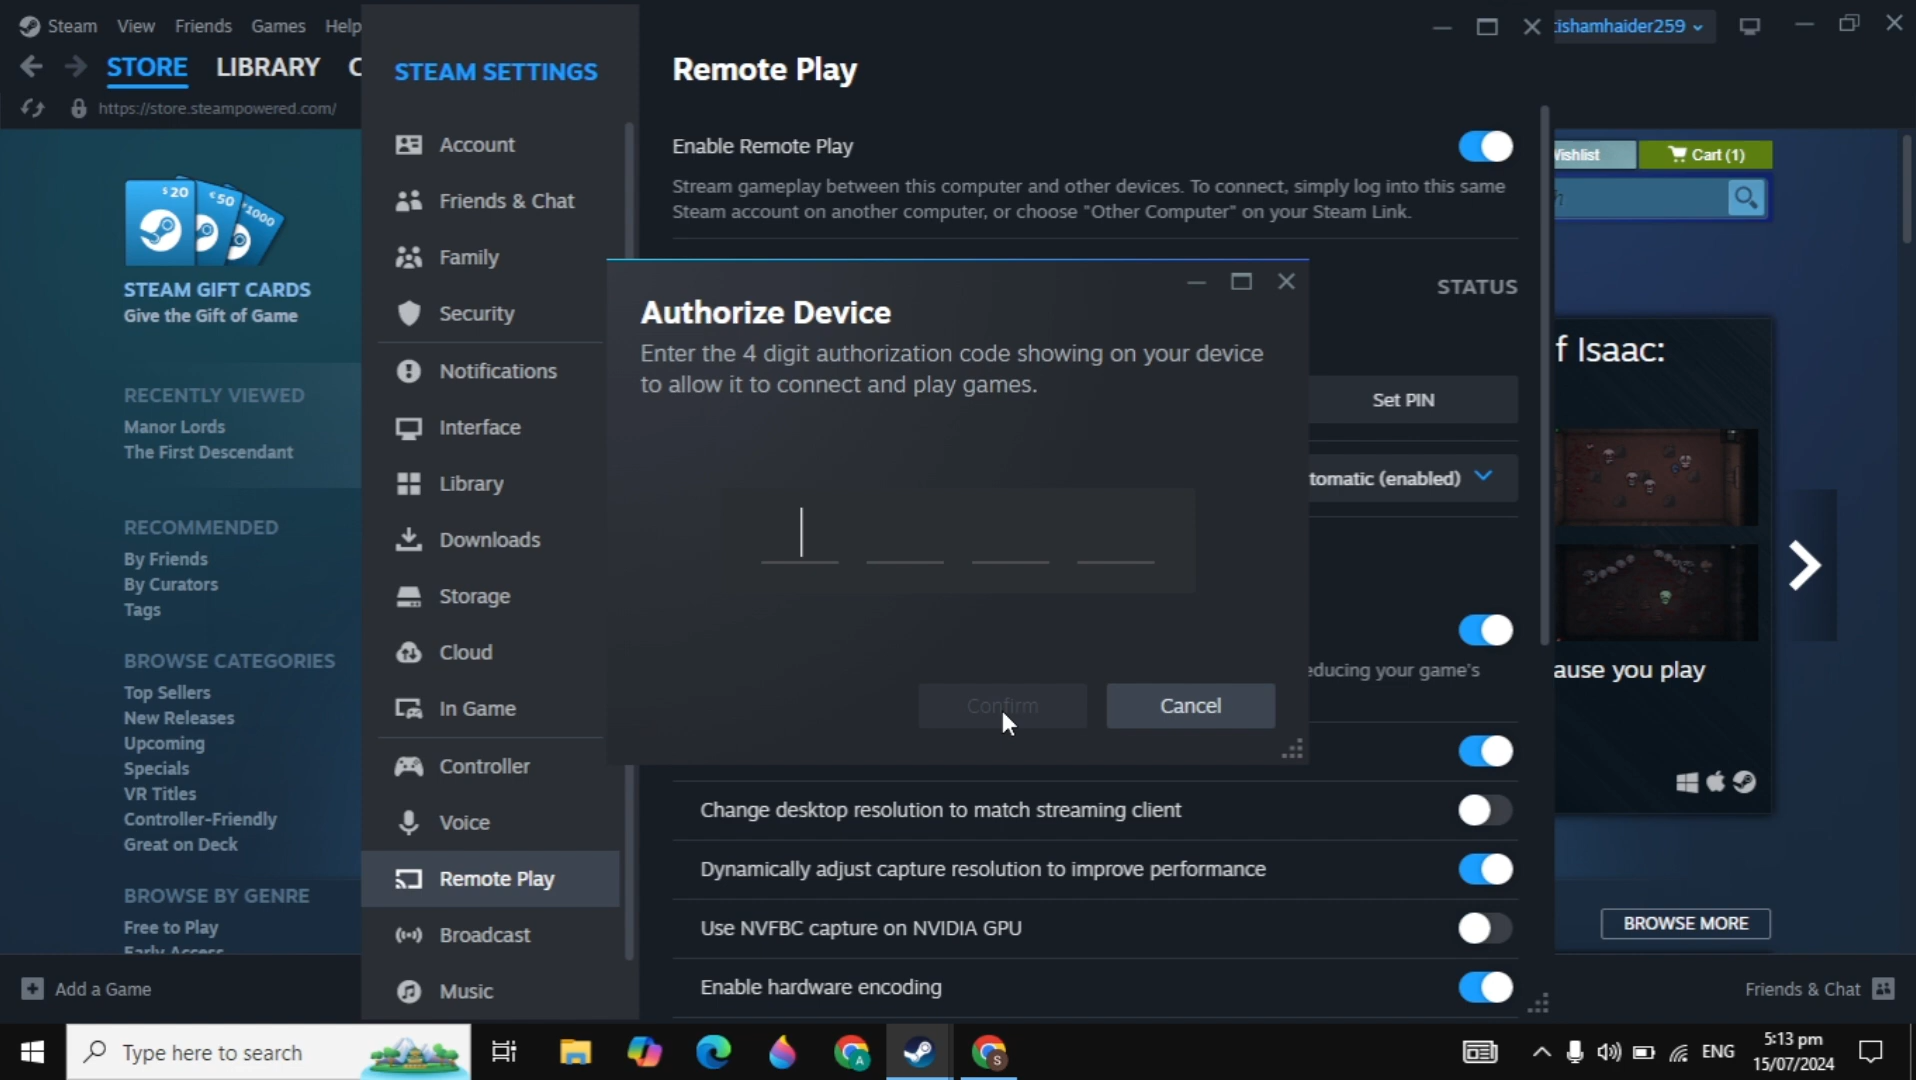 Steam View Friends Games Help
STORE LIBRARY C
https://store.steampowered.com/
$20
50
1000
STEAM GIFT CARDS
Give the Gift of Game
RECENTLY VIEWED
Manor Lords
The First Descendant
RECOMMENDED
By Friends
By Curators
Tags
BROWSE CATEGORIES
Top Sellers
New Releases
Upcoming
Specials
VR Titles
Controller-Friendly
Great on Deck
BROWSE BY GENRE
Free to Play
Early Access
Add a Game
STEAM SETTINGS
Account
Friends & Chat
Family
Security
Notifications
Interface
Library
Downloads
Storage
Cloud
In Game
Controller
Voice
Remote Play
Broadcast
Music
Remote Play
Enable Remote Play
Stream gameplay between this computer and other devices. To connect, simply log into this same
Steam account on another computer, or choose "Other Computer" on your Steam Link.
STATUS
Set PIN
tomatic (enabled)
educing your game's
Change desktop resolution to match streaming client
Dynamically adjust capture resolution to improve performance
Use NVFBC capture on NVIDIA GPU
Enable hardware encoding
Authorize Device
Enter the 4 digit authorization code showing on your device
to allow it to connect and play games.
Confirm
Cancel
tishamhaider259
Wishlist
Cart (1)
f Isaac:
ause you play
BROWSE MORE
Friends & Chat
Type here to search
A
S
ENG
5:13 pm
15/07/2024